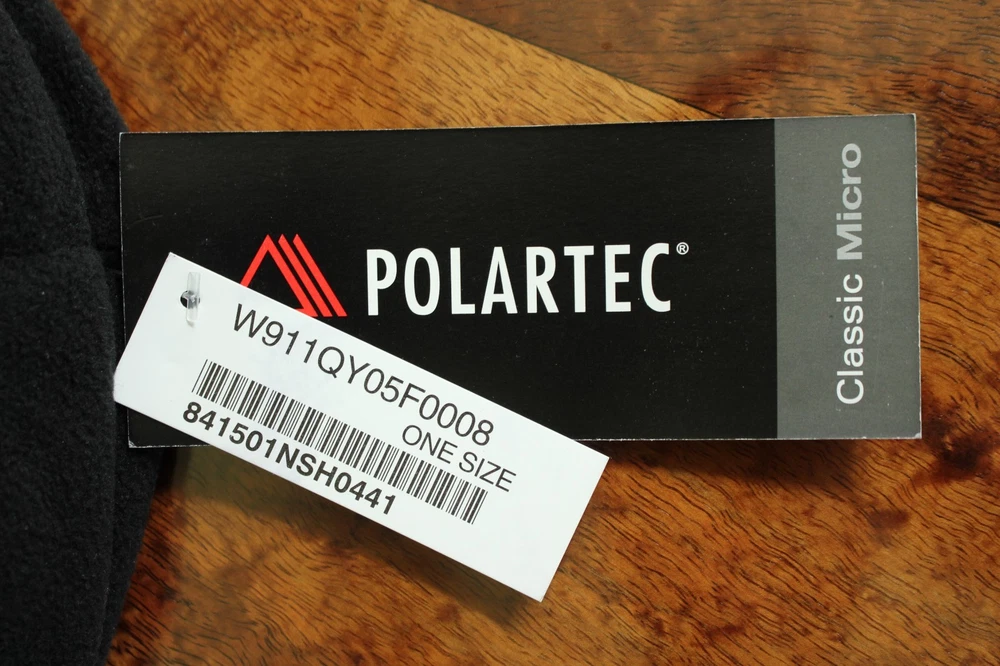 POLARTEC®
Classic Micro
W911QY05F0008
ONE SIZE
841501NSH0441